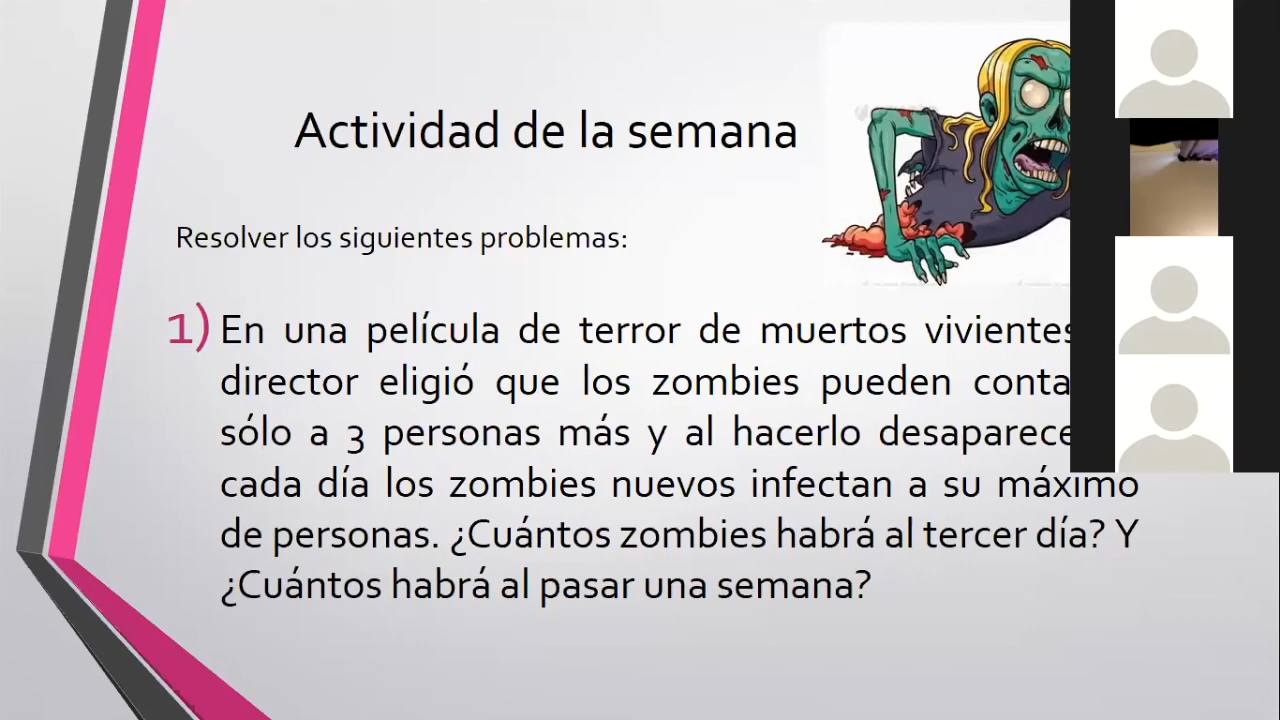 Actividad de la semana
Resolver los siguientes problemas:
1) En una película de terror de muertos vivientes
director eligió que los zombies pueden conta
sólo a 3 personas más y al hacerlo desaparece
cada día los zombies nuevos infectan a su máximo
de personas. ¿Cuántos zombies habrá al tercer día? Y
¿Cuántos habrá al pasar una semana?